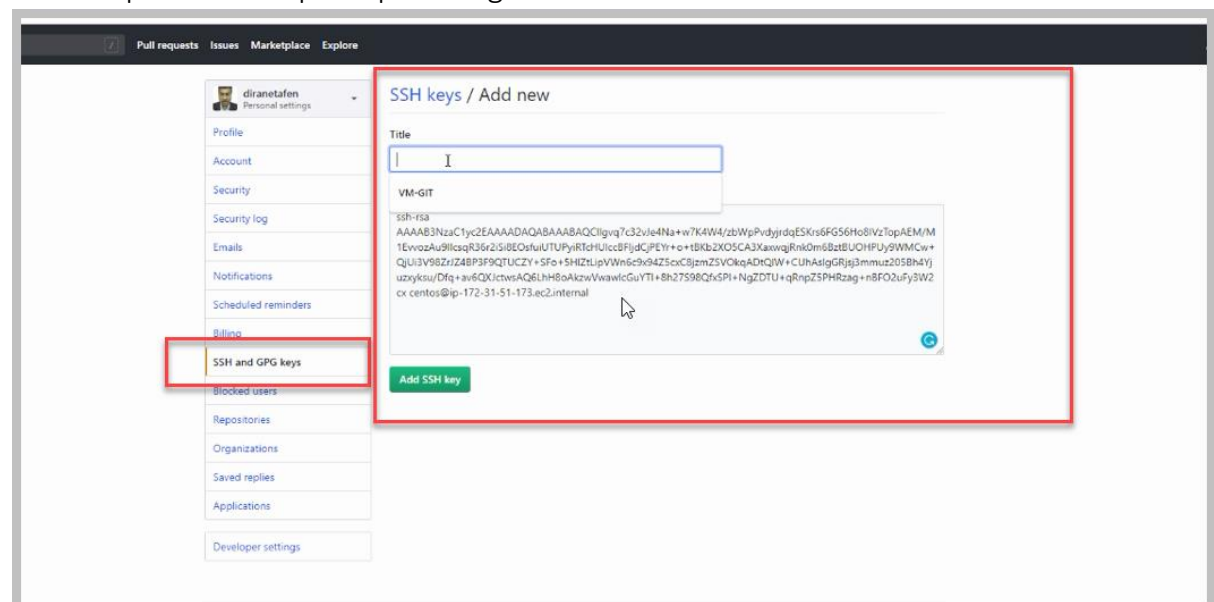 Pull requests Issues Marketplace Explore
diranetafen
Personal settings
Profile
Account
Security
Security log
Emails
Notifications
Scheduled reminders
Billing
SSH and GPG keys
Blocked users
Repositories
Organizations
Saved replies
Applications
Developer settings
SSH keys / Add new
Title
VM-GIT
ssh-rsa
cx centos@ip-172-31-51-173.ec2.internal
Add SSH key